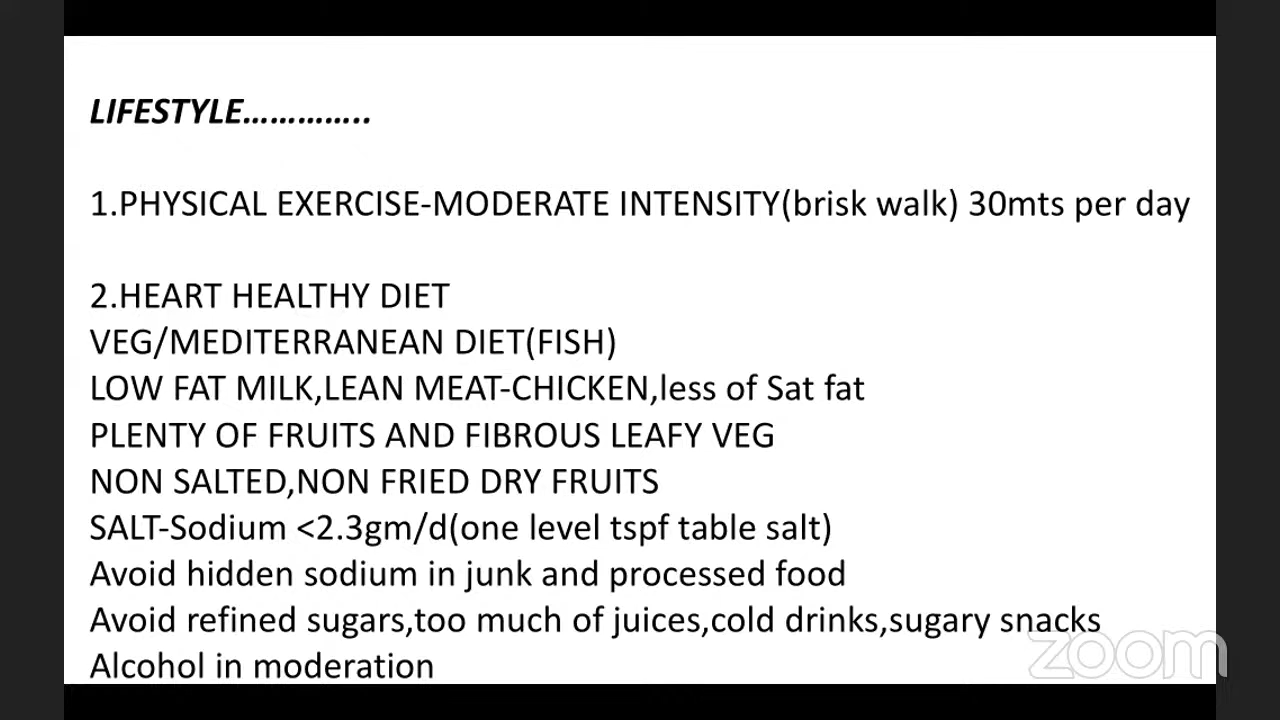 LIFESTYLE…………..
1.PHYSICAL EXERCISE-MODERATE INTENSITY(brisk walk) 30mts per day
2.HEART HEALTHY DIET
VEG/MEDITERRANEAN DIET(FISH)
LOW FAT MILK,LEAN MEAT-CHICKEN,less of Sat fat
PLENTY OF FRUITS AND FIBROUS LEAFY VEG
NON SALTED,NON FRIED DRY FRUITS
SALT-Sodium <2.3gm/d(one level tspf table salt)
Avoid hidden sodium in junk and processed food
Avoid refined sugars,too much of juices,cold drinks,sugary snacks
Alcohol in moderation
zoom